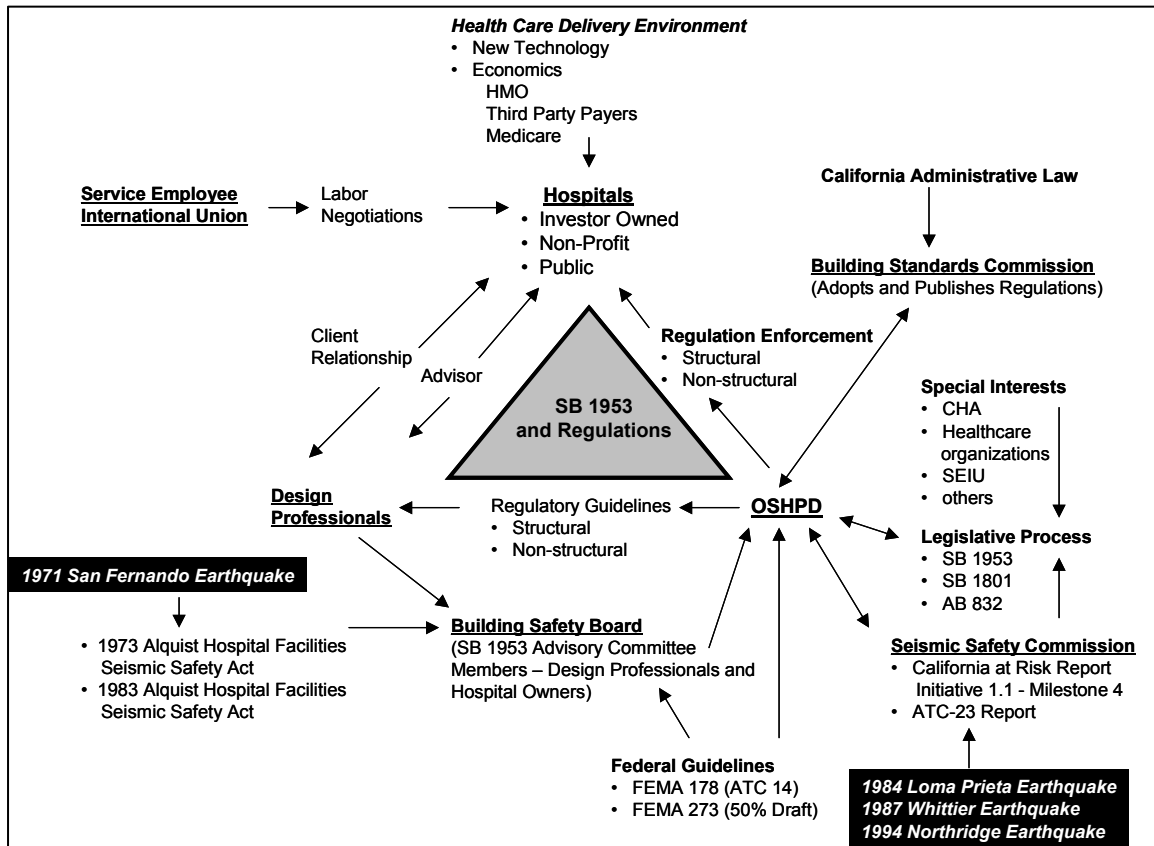 Health Care Delivery Environment
• New Technology
• Economics
HMO
Third Party Payers
Medicare
Service Employee
International Union
Labor
Negotiations
Hospitals
• Investor Owned
• Non-Profit
• Public
California Administrative Law
Building Standards Commission
(Adopts and Publishes Regulations)
Client
Relationship
Advisor
Regulation Enforcement
• Structural
• Non-structural
SB 1953
and Regulations
Special Interests
• CHA
• Healthcare
organizations
• SEIU
• others
Design
Professionals
Regulatory Guidelines
• Structural
• Non-structural
OSHPD
Legislative Process
• SB 1953
• SB 1801
• AB 832
1971 San Fernando Earthquake
• 1973 Alquist Hospital Facilities
Seismic Safety Act
• 1983 Alquist Hospital Facilities
Seismic Safety Act
Building Safety Board
(SB 1953 Advisory Committee
Members – Design Professionals and
Hospital Owners)
Seismic Safety Commission
• California at Risk Report
Initiative 1.1 - Milestone 4
• ATC-23 Report
Federal Guidelines
• FEMA 178 (ATC 14)
• FEMA 273 (50% Draft)
1984 Loma Prieta Earthquake
1987 Whittier Earthquake
1994 Northridge Earthquake